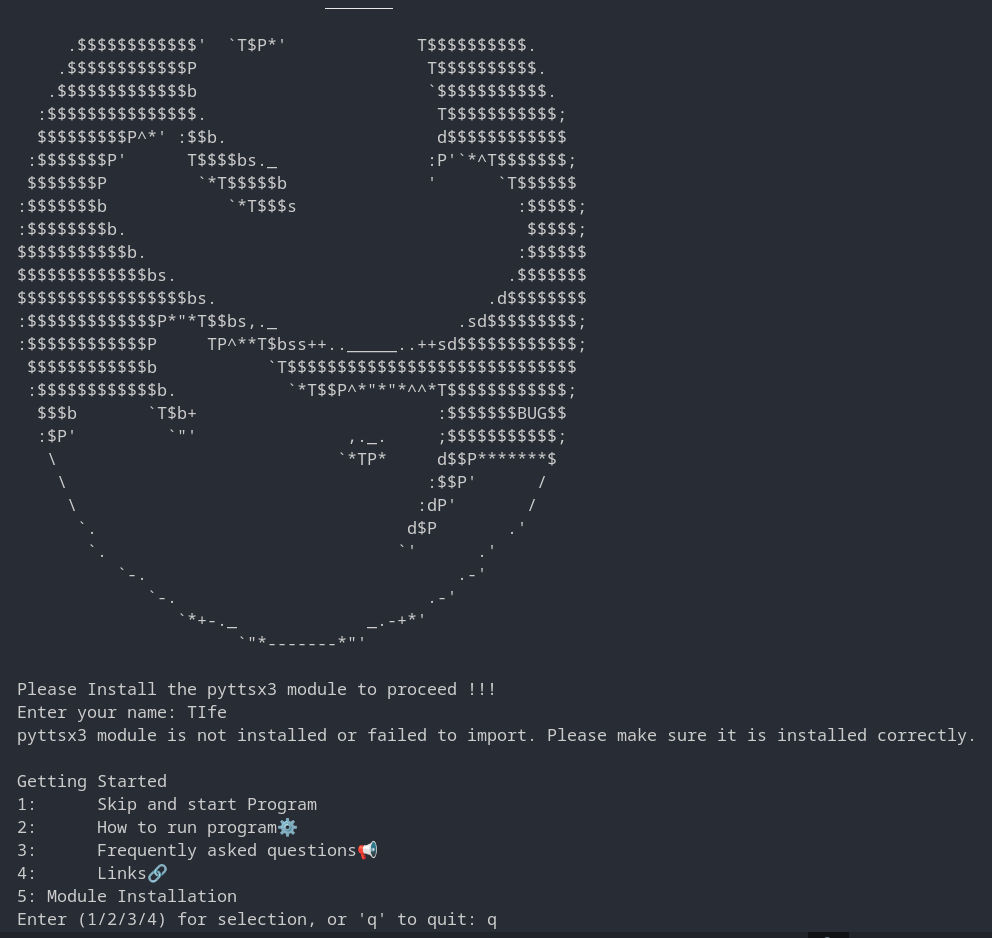 .$$$$$$$$$$$$' `T$P*' T$$$$$$$$$$.
.$$$$$$$$$$$$P T$$$$$$$$$$.
.$$$$$$$$$$$$$b `$$$$$$$$$$$.
:$$$$$$$$$$$$$$$. T$$$$$$$$$$$;
$$$$$$$$$P^*' :$$b. d$$$$$$$$$$$$
:$$$$$$$P' T$$$$bs._ :P'`*^T$$$$$$$;
$$$$$$$P `*T$$$$$b ' `T$$$$$$
:$$$$$$$b `*T$$$s :$$$$$;
:$$$$$$$$b. $$$$$;
$$$$$$$$$$$b. :$$$$$$
$$$$$$$$$$$$$bs. .$$$$$$$
$$$$$$$$$$$$$$$$$bs. .d$$$$$$$$
:$$$$$$$$$$$$$P*"*T$$bs,._ .sd$$$$$$$$$;
:$$$$$$$$$$$$P TP^**T$bss++.._____..++sd$$$$$$$$$$$$;
$$$$$$$$$$$$b `T$$$$$$$$$$$$$$$$$$$$$$$$$$$$$
:$$$$$$$$$$$$b. `*T$$P^*"*"*^^*T$$$$$$$$$$$$;
$$$b `T$b+ :$$$$$$$BUG$$
:$P' `"' ,._. ;$$$$$$$$$$$;
\ `*TP* d$$P*******$
\ :$$P' /
\ :dP' /
`. d$P .'
`. `' .'
`-. .-'
`-. .-'
`*+-._ _.-+*'
`"*-------*"'
Please Install the pyttsx3 module to proceed !!!
Enter your name: TIfe
pyttsx3 module is not installed or failed to import. Please make sure it is installed correctly.
Getting Started
1: Skip and start Program
2: How to run program⚙️
3: Frequently asked questions📢
4: Links🔗
5: Module Installation
Enter (1/2/3/4) for selection, or 'q' to quit: q